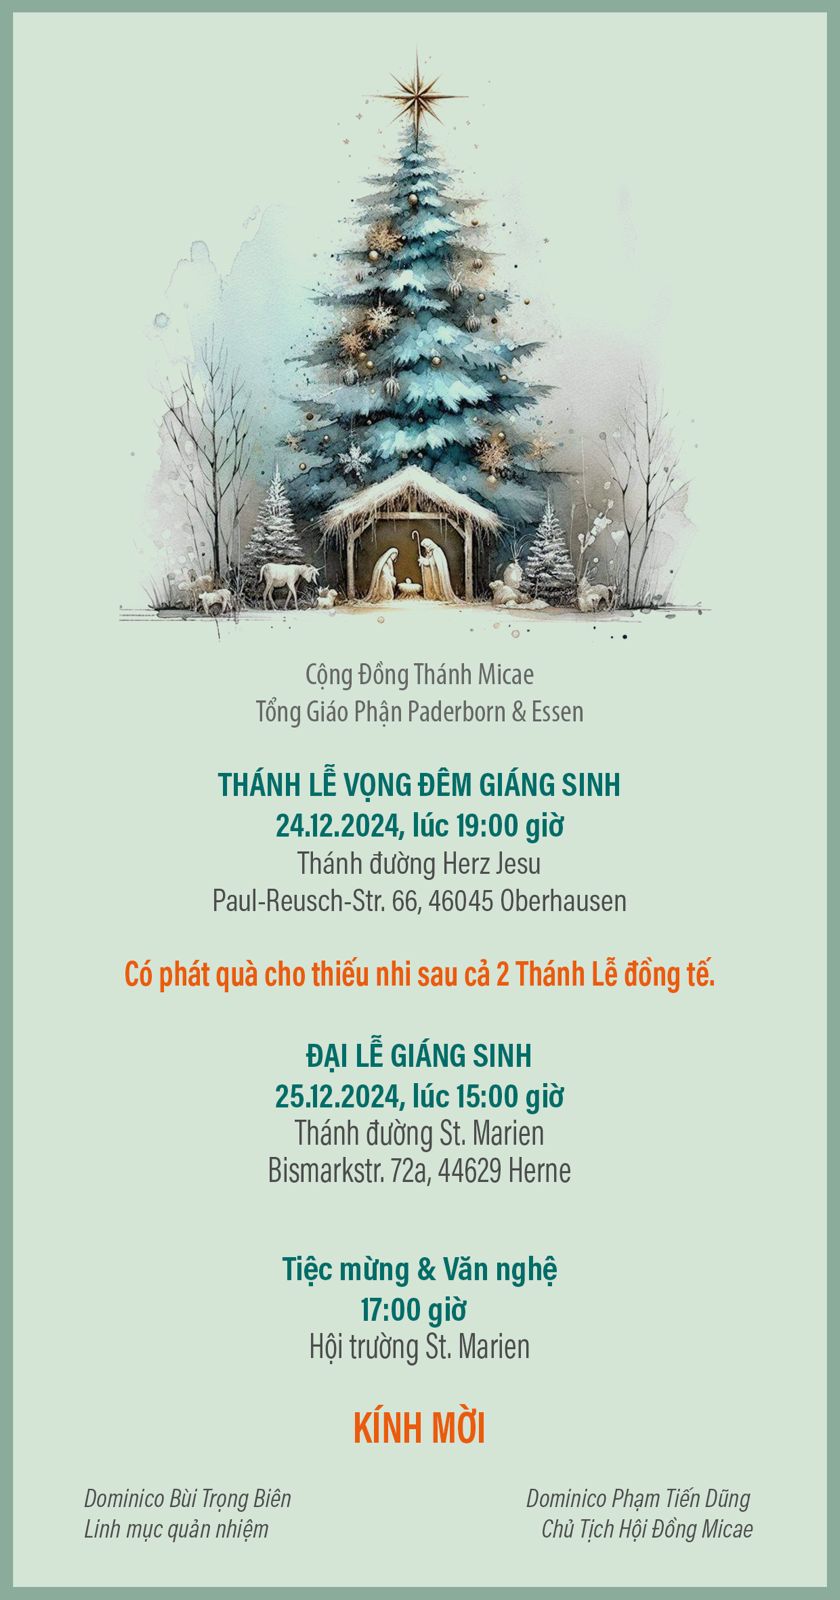 Cộng Đồng Thánh Micae
Tổng Giáo Phận Paderborn & Essen
THÁNH LỄ VỌNG ĐÊM GIÁNG SINH
24.12.2024, lúc 19:00 giờ
Thánh đường Herz Jesu
Paul-Reusch-Str. 66, 46045 Oberhausen
Có phát quà cho thiếu nhi sau cả 2 Thánh Lễ đồng tế.
ĐẠI LỄ GIÁNG SINH
25.12.2024, lúc 15:00 giờ
Thánh đường St. Marien
Bismarkstr. 72a, 44629 Herne
Tiệc mừng & Văn nghệ
17:00 giờ
Hội trường St. Marien
KÍNH MỜI
Dominico Bùi Trọng Biên
Linh mục quản nhiệm
Dominico Phạm Tiến Dũng
Chủ Tịch Hội Đồng Micae